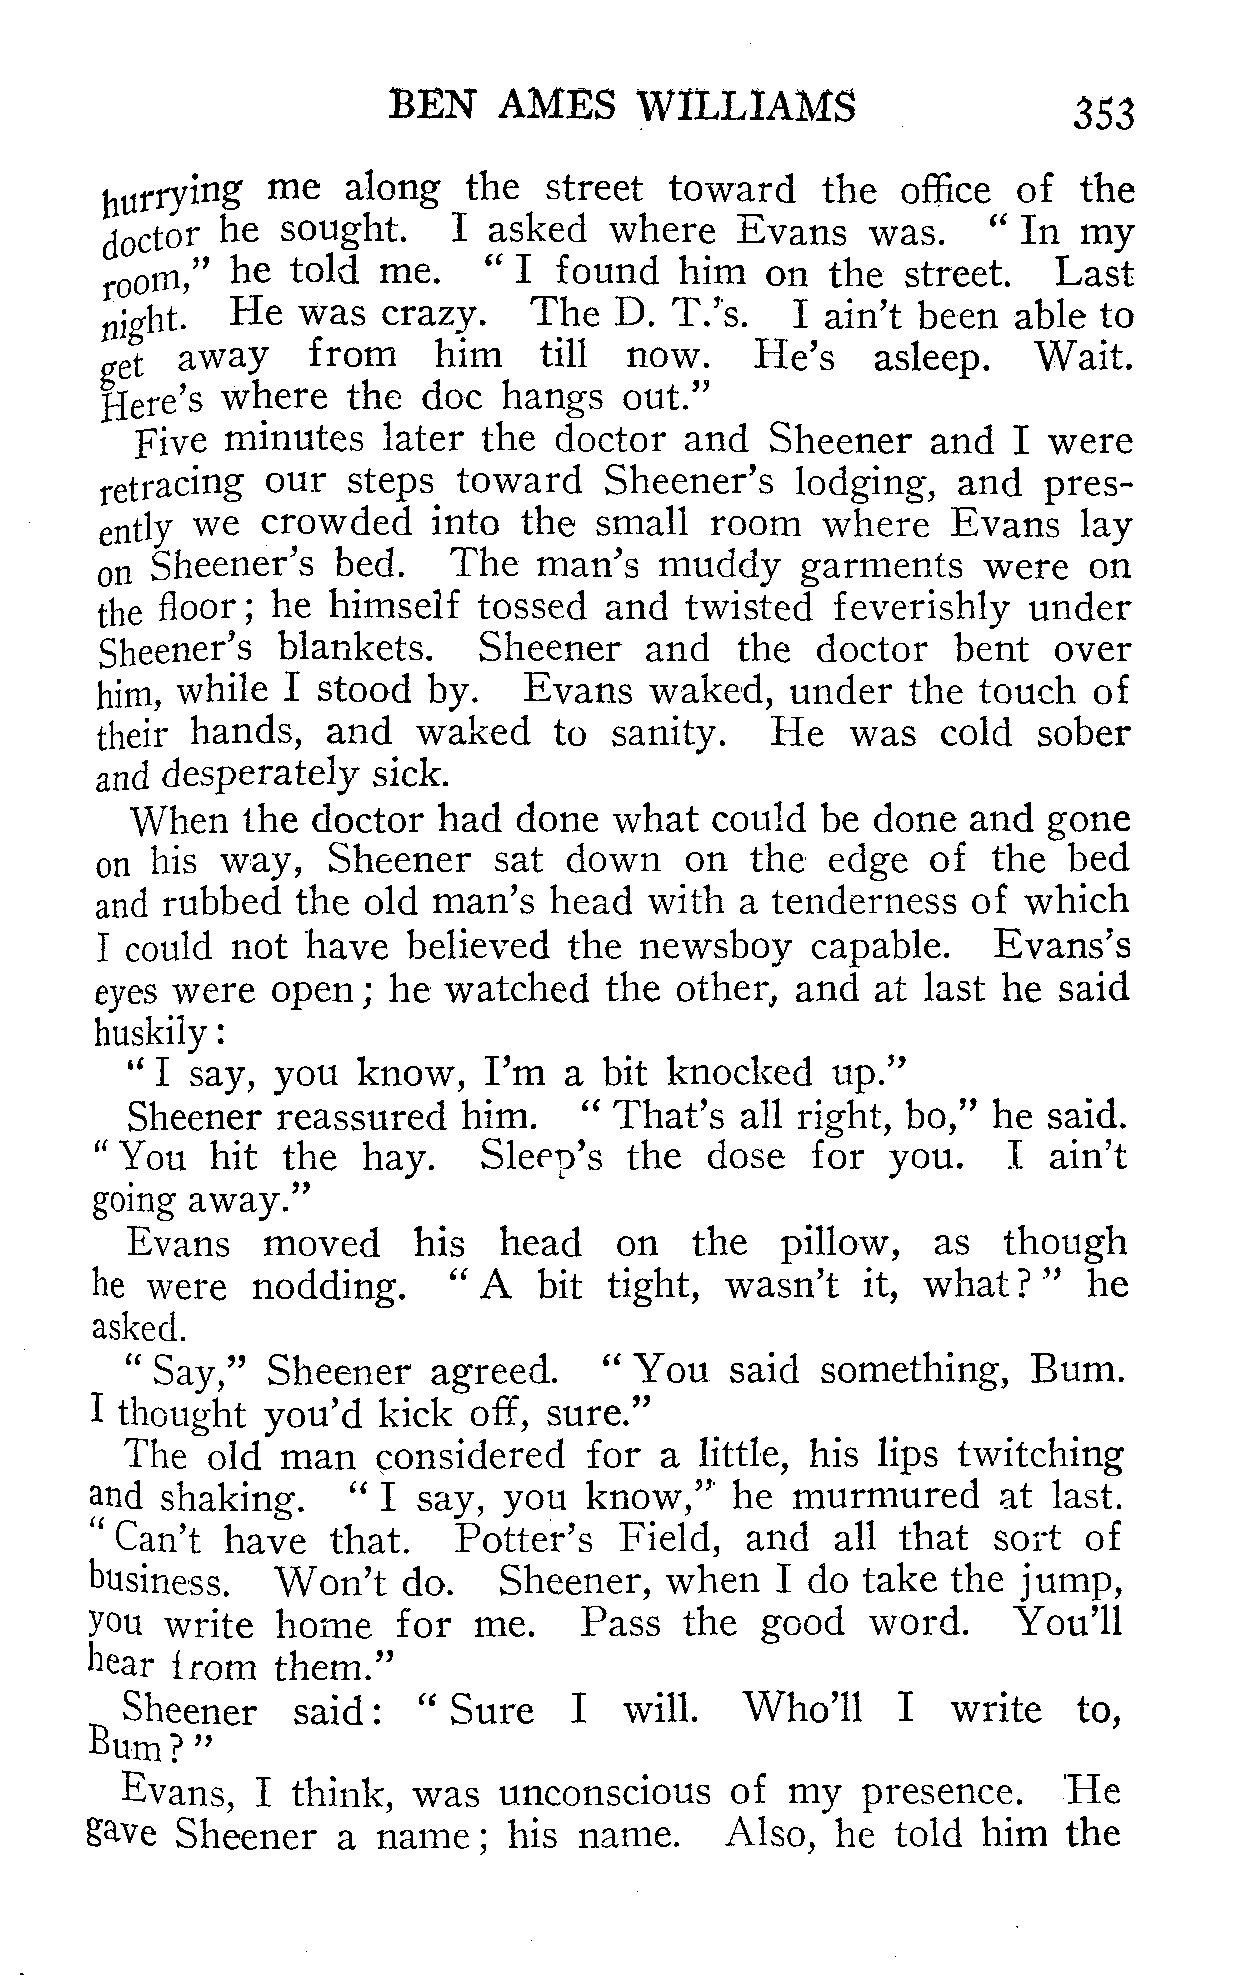 BEN AMES WILLIAMS 353
hurrying me along the street toward the office of the
doctor he sought. I asked where Evans was. “ In my
room,” he told me. “ I found him on the street. Last
night. He was crazy. The D. T.'s. I ain't been able to
get away from him till now. He's asleep. Wait.
Here's where the doc hangs out.”
Five minutes later the doctor and Sheener and I were
retracing our steps toward Sheener's lodging, and pres-
ently we crowded into the small room where Evans lay
on Sheener's bed. The man's muddy garments were on
the floor; he himself tossed and twisted feverishly under
Sheener's blankets. Sheener and the doctor bent over
him, while I stood by. Evans waked, under the touch of
their hands, and waked to sanity. He was cold sober
and desperately sick.
When the doctor had done what could be done and gone
on his way, Sheener sat down on the edge of the bed
and rubbed the old man's head with a tenderness of which
I could not have believed the newsboy capable. Evans's
eyes were open; he watched the other, and at last he said
huskily:
“ I say, you know, I'm a bit knocked up.”
Sheener reassured him. “ That's all right, bo,” he said.
“ You hit the hay. Sleep's the dose for you. I ain't
going away.”
Evans moved his head on the pillow, as though
he were nodding. “ A bit tight, wasn't it, what? ” he
asked.
“ Say,” Sheener agreed. “ You said something, Bum.
I thought you'd kick off, sure.”
The old man considered for a little, his lips twitching
and shaking. “ I say, you know,” he murmured at last.
“ Can't have that. Potter's Field, and all that sort of
business. Won't do. Sheener, when I do take the jump,
you write home for me. Pass the good word. You'll
hear from them.”
Sheener said: “ Sure I will. Who'll I write to,
Bum? ”
Evans, I think, was unconscious of my presence. He
gave Sheener a name; his name. Also, he told him the